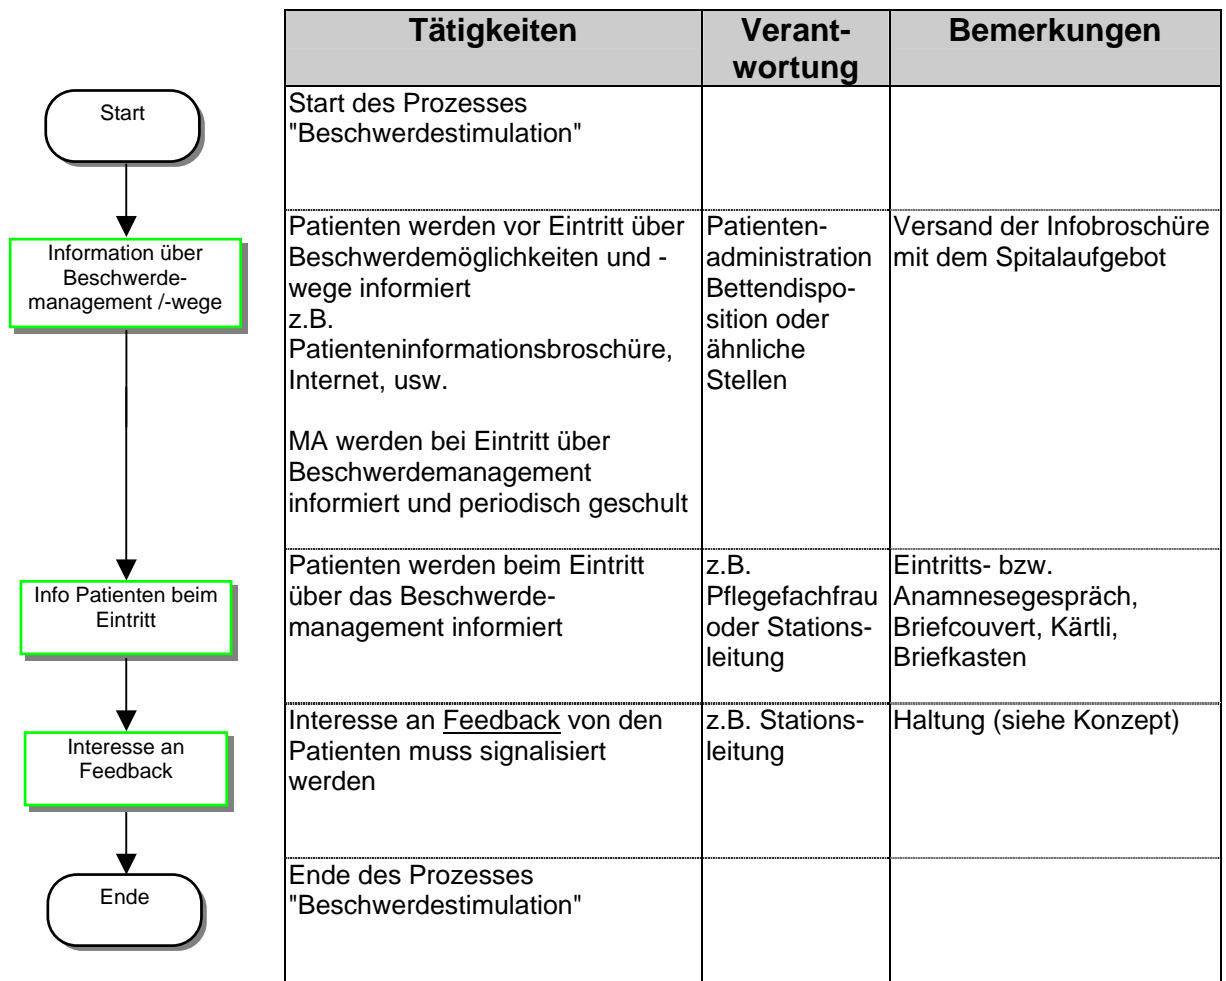 Tätigkeiten
Verant-
wortung
Bemerkungen
Start
Start des Prozesses
"Beschwerdestimulation"
Information über
Beschwerde-
management /-wege
Patienten werden vor Eintritt über
Beschwerdemöglichkeiten und -
wege informiert
z.B.
Patienteninformationsbroschüre,
Internet, usw.
MA werden bei Eintritt über
Beschwerdemanagement
informiert und periodisch geschult
Patienten-
administration
Bettendispo-
sition oder
ähnliche
Stellen
Versand der Infobroschüre
mit dem Spitalaufgebot
Info Patienten beim
Eintritt
Patienten werden beim Eintritt
über das Beschwerde-
management informiert
z.B.
Pflegefachfrau
oder Stations-
leitung
Eintritts- bzw.
Anamnesegespräch,
Briefcouvert, Kärtli,
Briefkasten
Interesse an
Feedback
Interesse an Feedback von den
Patienten muss signalisiert
werden
z.B. Stations-
leitung
Haltung (siehe Konzept)
Ende
Ende des Prozesses
"Beschwerdestimulation"